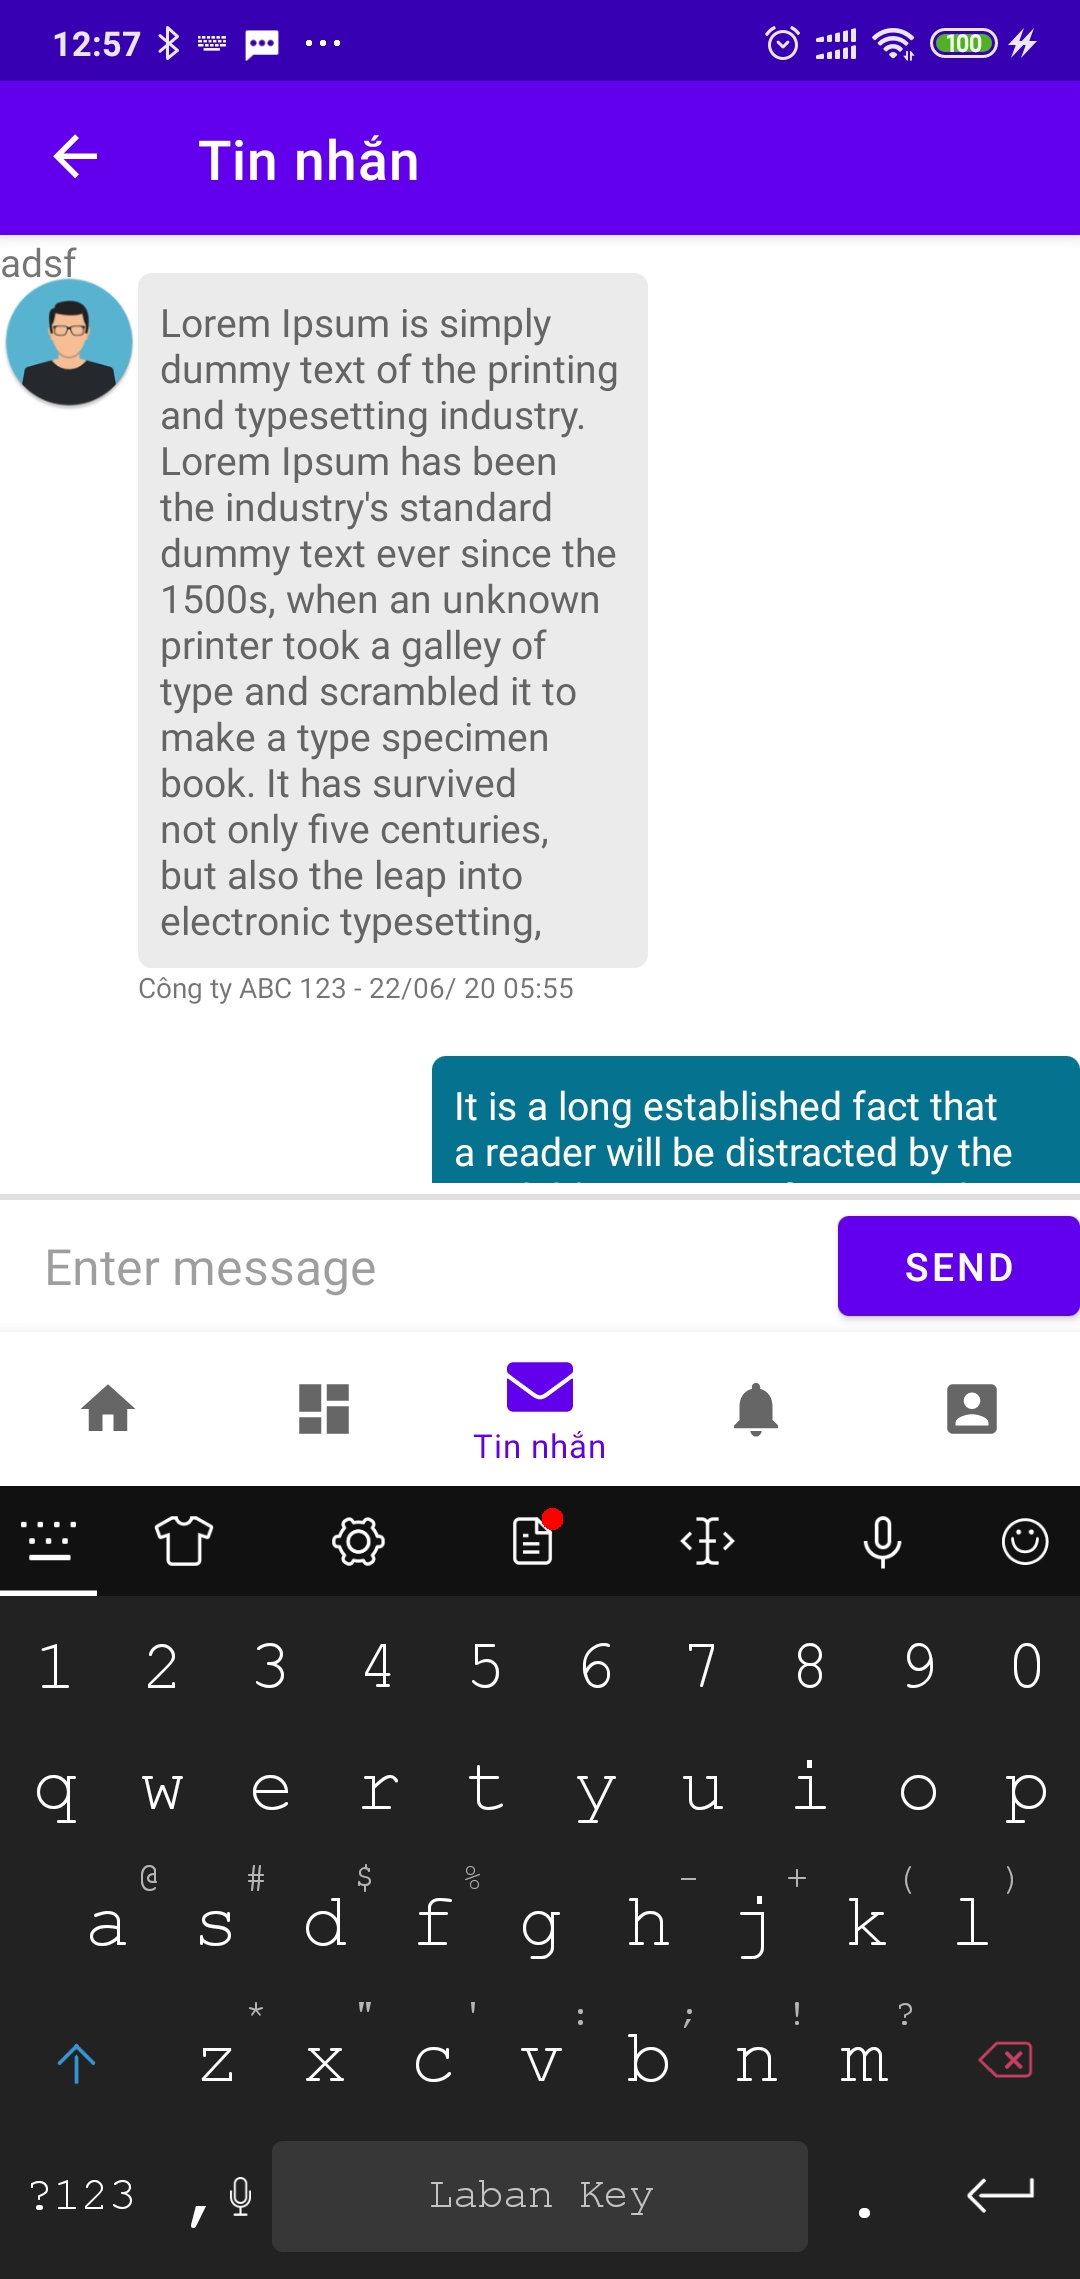 12:57
100
Tin nhắn
adsf
Lorem Ipsum is simply
dummy text of the printing
and typesetting industry.
Lorem Ipsum has been
the industry's standard
dummy text ever since the
1500s, when an unknown
printer took a galley of
type and scrambled it to
make a type specimen
book. It has survived
not only five centuries,
but also the leap into
electronic typesetting,
Công ty ABC 123 - 22/06/ 20 05:55
It is a long established fact that
a reader will be distracted by the
Enter message
SEND
Tin nhắn
1 2 3 4 5 6 7 8 9 0
q w e r t y u i o p
@ # $ % - + ( )
a s d f g h j k l
* " ' : ; ! ?
z x c v b n m
?123 , Laban Key .